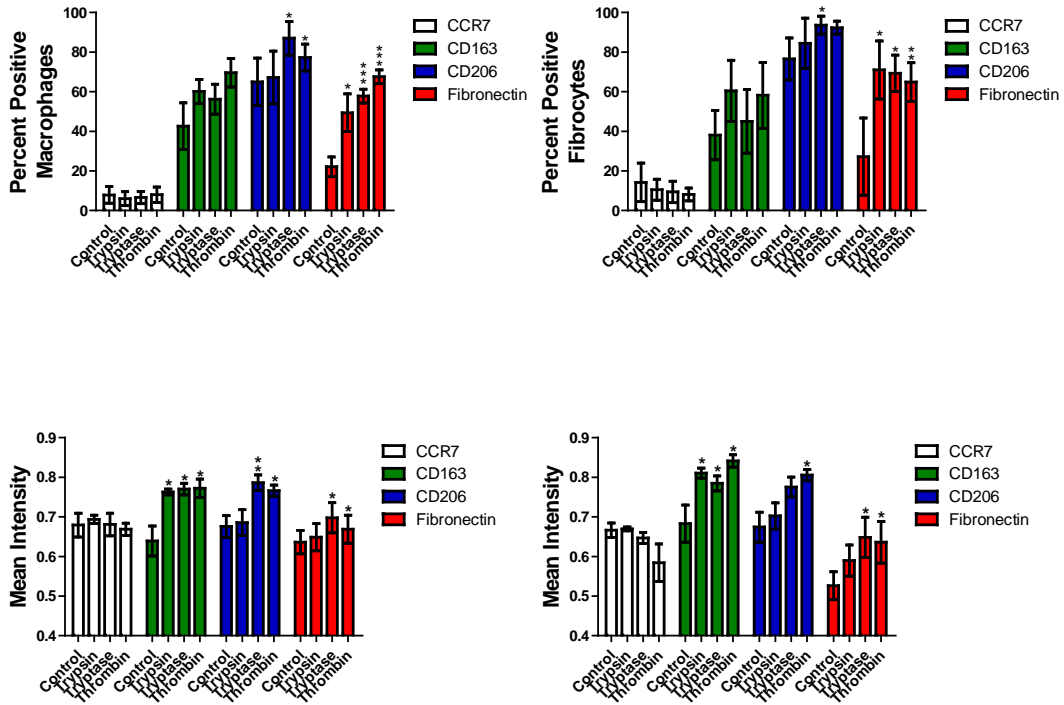 Percent Positive
Macrophages
100
80
60
40
20
0
*
*
*
***
***
CCR7
CD163
CD206
Fibronectin
Control
Trypsin
Tryptase
Thrombin
Control
Trypsin
Tryptase
Thrombin
Control
Trypsin
Tryptase
Thrombin
Control
Trypsin
Tryptase
Thrombin
Percent Positive
Fibrocytes
100
80
60
40
20
0
*
*
*
**
CCR7
CD163
CD206
Fibronectin
Control
Trypsin
Tryptase
Thrombin
Control
Trypsin
Tryptase
Thrombin
Control
Trypsin
Tryptase
Thrombin
Control
Trypsin
Tryptase
Thrombin
Mean Intensity
0.9
0.8
0.7
0.6
0.5
0.4
*
*
*
**
*
*
*
CCR7
CD163
CD206
Fibronectin
Control
Trypsin
Tryptase
Thrombin
Control
Trypsin
Tryptase
Thrombin
Control
Trypsin
Tryptase
Thrombin
Control
Trypsin
Tryptase
Thrombin
Mean Intensity
0.9
0.8
0.7
0.6
0.5
0.4
*
*
*
*
*
*
CCR7
CD163
CD206
Fibronectin
Control
Trypsin
Tryptase
Thrombin
Control
Trypsin
Tryptase
Thrombin
Control
Trypsin
Tryptase
Thrombin
Control
Trypsin
Tryptase
Thrombin